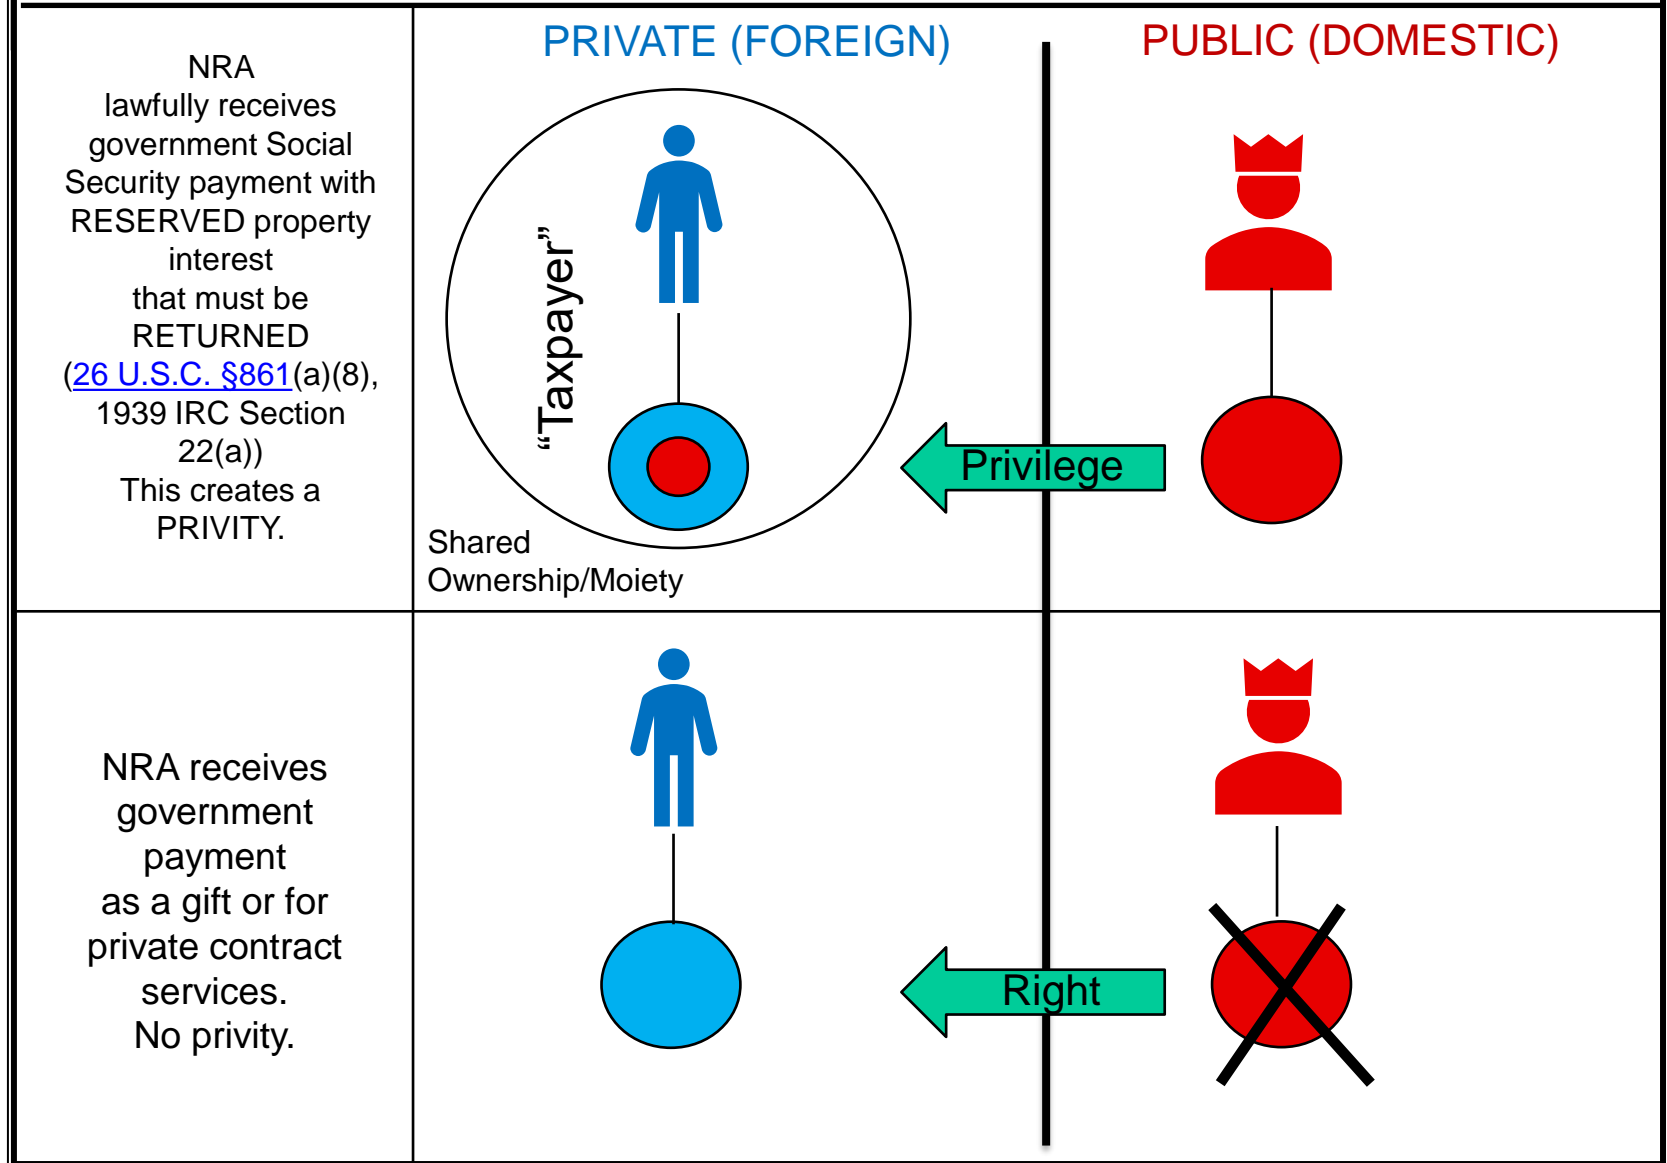 PRIVATE (FOREIGN)
PUBLIC (DOMESTIC)
NRA
lawfully receives
government Social
Security payment with
RESERVED property
interest
that must be
RETURNED
(26 U.S.C. §861(a)(8),
1939 IRC Section
22(a))
This creates a
PRIVITY.
“Taxpayer”
Privilege
Shared
Ownership/Moiety
NRA receives
government
payment
as a gift or for
private contract
services.
No privity.
Right